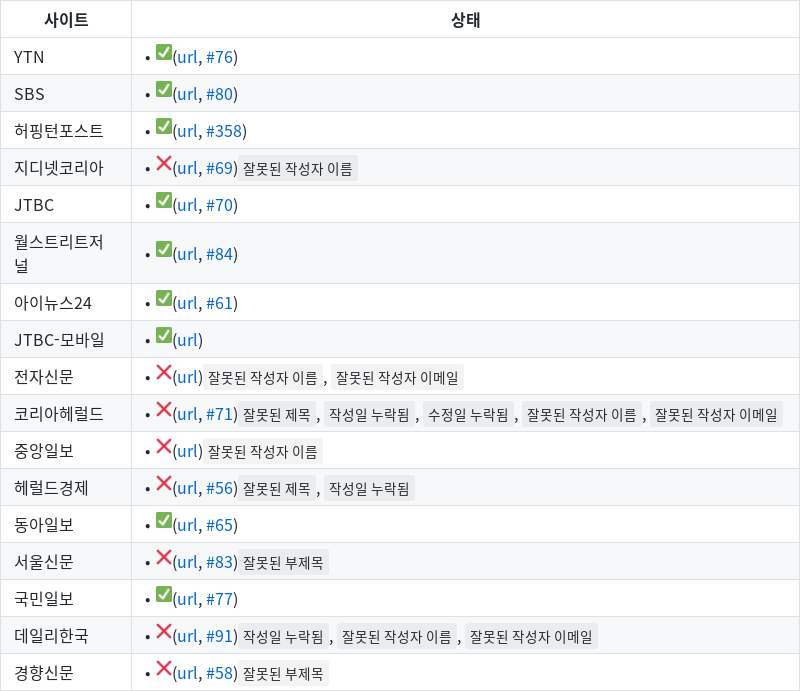 사이트 상태
YTN • ✅(url, #76)
SBS • ✅(url, #80)
허핑턴포스트 • ✅(url, #358)
지디넷코리아 • ❌(url, #69) 잘못된 작성자 이름
JTBC • ✅(url, #70)
월스트리트저
널 • ✅(url, #84)
아이뉴스24 • ✅(url, #61)
JTBC-모바일 • ✅(url)
전자신문 • ❌(url) 잘못된 작성자 이름 , 잘못된 작성자 이메일
코리아헤럴드 • ❌(url, #71) 잘못된 제목 , 작성일 누락됨 , 수정일 누락됨 , 잘못된 작성자 이름 , 잘못된 작성자 이메일
중앙일보 • ❌(url) 잘못된 작성자 이름
헤럴드경제 • ❌(url, #56) 잘못된 제목 , 작성일 누락됨
동아일보 • ✅(url, #65)
서울신문 • ❌(url, #83) 잘못된 부제목
국민일보 • ✅(url, #77)
데일리한국 • ❌(url, #91) 작성일 누락됨 , 잘못된 작성자 이름 , 잘못된 작성자 이메일
경향신문 • ❌(url, #58) 잘못된 부제목